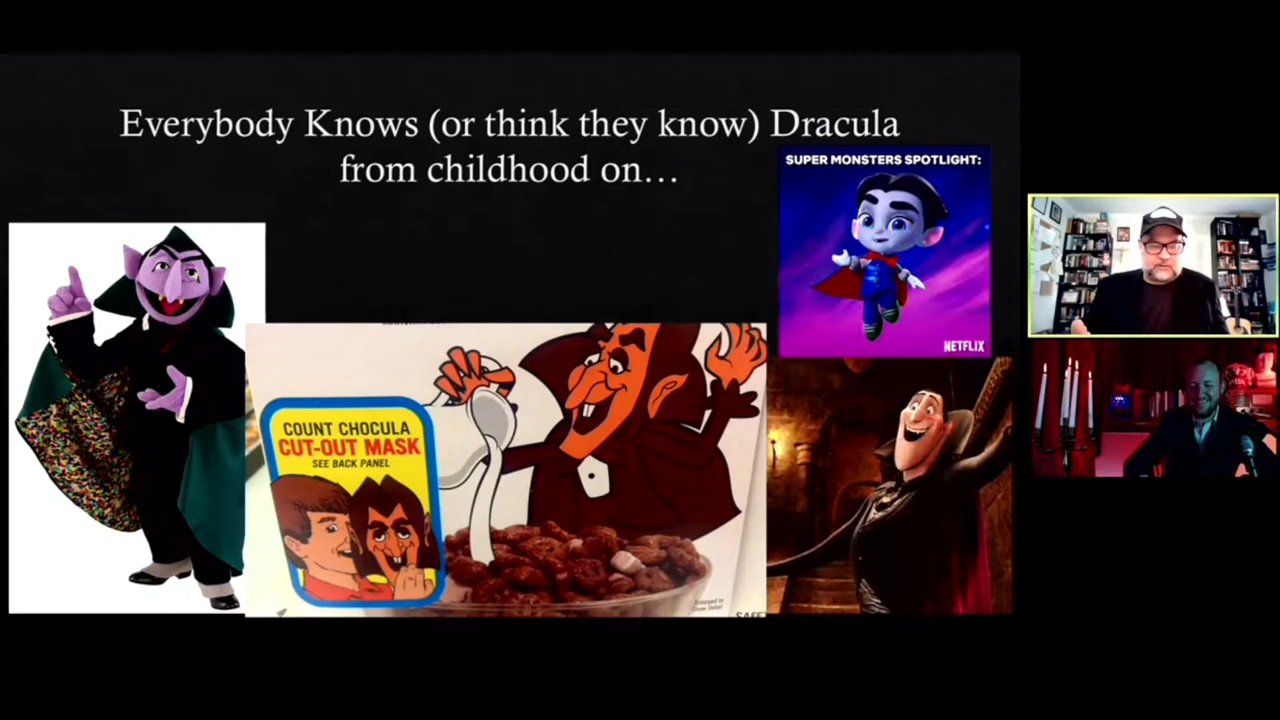 Everybody Knows (or think they know) Dracula
from childhood on…
SUPER MONSTERS SPOTLIGHT:
NETFLIX
COUNT CHOCULA
CUT-OUT MASK
SEE BACK PANEL